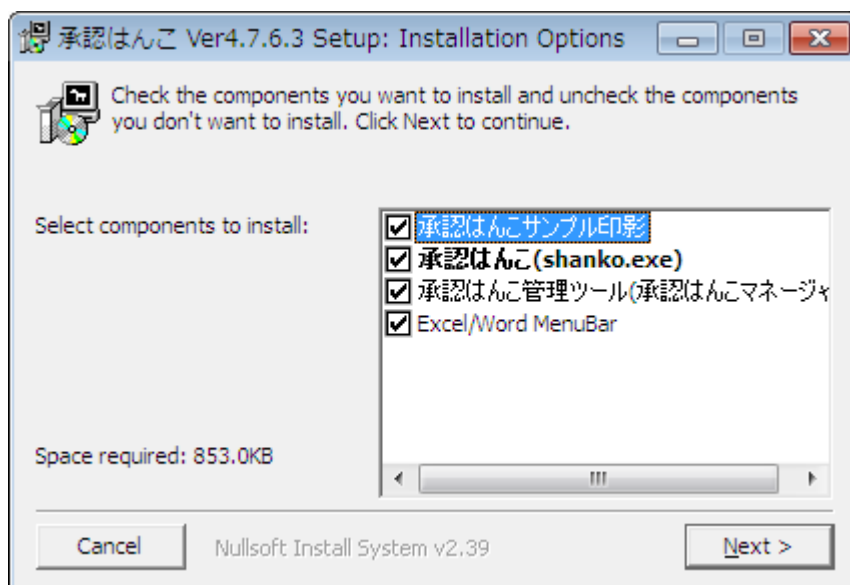 承認はんこ Ver4.7.6.3 Setup: Installation Options
Check the components you want to install and uncheck the components
you don't want to install. Click Next to continue.
Select components to install:
承認はんこサンプル印影
承認はんこ(shanko.exe)
承認はんこ管理ツール(承認はんこマネージャ
Excel/Word MenuBar
Space required: 853.0KB
Cancel
Nullsoft Install System v2.39
Next >